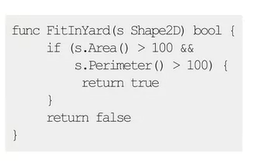 func FitInYard(s Shape2D) bool {
    if (s.Area() > 100 &&
        s.Perimeter() > 100) {
         return true
    }
    return false
}